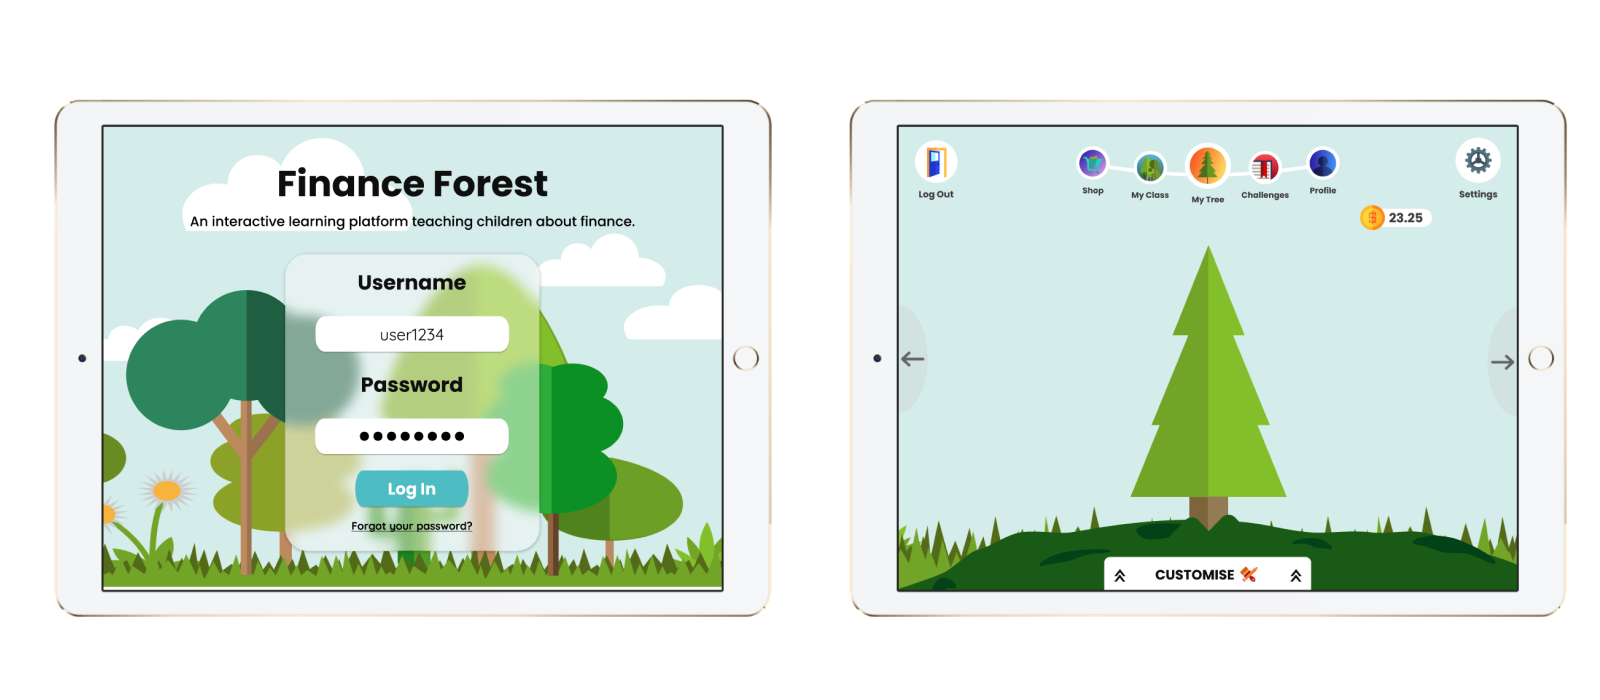 Finance Forest
An interactive learning platform teaching children about finance.
Username
user1234
Password
Log In
Forgot your password?
Log Out
Shop
My Class
My Tree
Challenges
Profile
Settings
23.25
CUSTOMISE